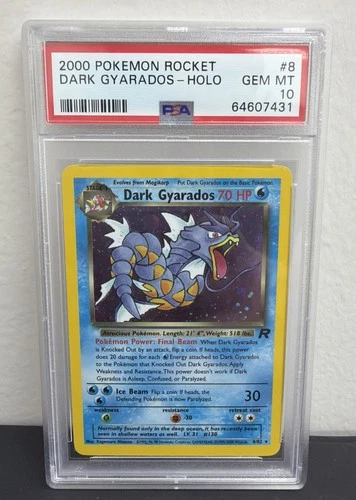 2000 POKEMON ROCKET #8
DARK GYARADOS-HOLO GEM MT
10
PSA 64607431
STAGE 1 Evolves from Magikarp Put Dark Gyarados on the Basic Pokémon
Dark Gyarados 70 HP
Atrocious Pokémon. Length: 21' 4", Weight: 518 lbs.
Pokémon Power: Final Beam When Dark Gyarados
is Knocked Out by an attack, flip a coin. If heads, this power
does 20 damage for each Energy attached to Dark Gyarados
to the Pokémon that Knocked Out Dark Gyarados. Apply
Weakness and Resistance. This power doesn't work if Dark
Gyarados is Asleep, Confused, or Paralyzed.
Ice Beam Flip a coin. If heads, the
Defending Pokémon is now Paralyzed. 30
weakness resistance retreat cost
-30
Normally found only in the deep ocean, it has recently been
seen in shallow waters as well. LV. 31 #130
8/82